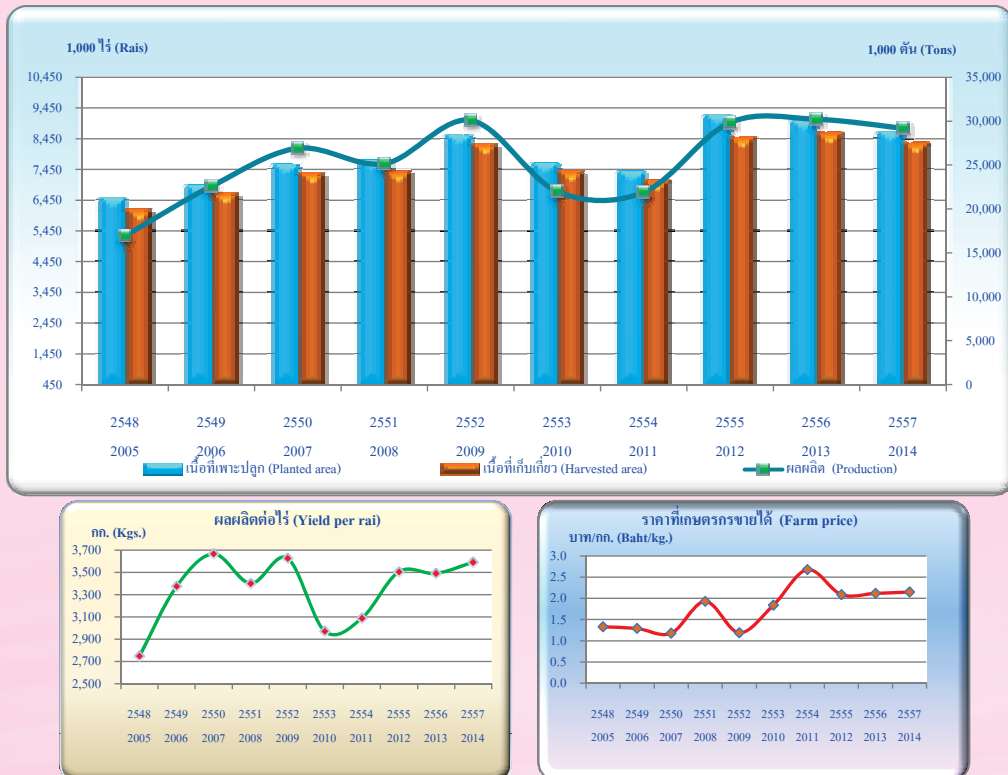 1,000 ไร่ (Rais) 1,000 ตัน (Tons)
10,450 35,000
9,450 30,000
8,450 25,000
7,450 20,000
6,450 15,000
5,450 10,000
4,450 5,000
3,450 0
2,450
1,450
450
2548 2549 2550 2551 2552 2553 2554 2555 2556 2557
2005 2006 2007 2008 2009 2010 2011 2012 2013 2014
เนื้อที่เพาะปลูก (Planted area) เนื้อที่เก็บเกี่ยว (Harvested area) ผลผลิต (Production)
ผลผลิตต่อไร่ (Yield per rai)
กก. (Kgs.)
3,700
3,500
3,300
3,100
2,900
2,700
2,500
2548 2549 2550 2551 2552 2553 2554 2555 2556 2557
2005 2006 2007 2008 2009 2010 2011 2012 2013 2014
ราคาที่เกษตรกรขายได้ (Farm price)
บาท/กก. (Baht/kg.)
3.0
2.5
2.0
1.5
1.0
0.5
0.0
2548 2549 2550 2551 2552 2553 2554 2555 2556 2557
2005 2006 2007 2008 2009 2010 2011 2012 2013 2014